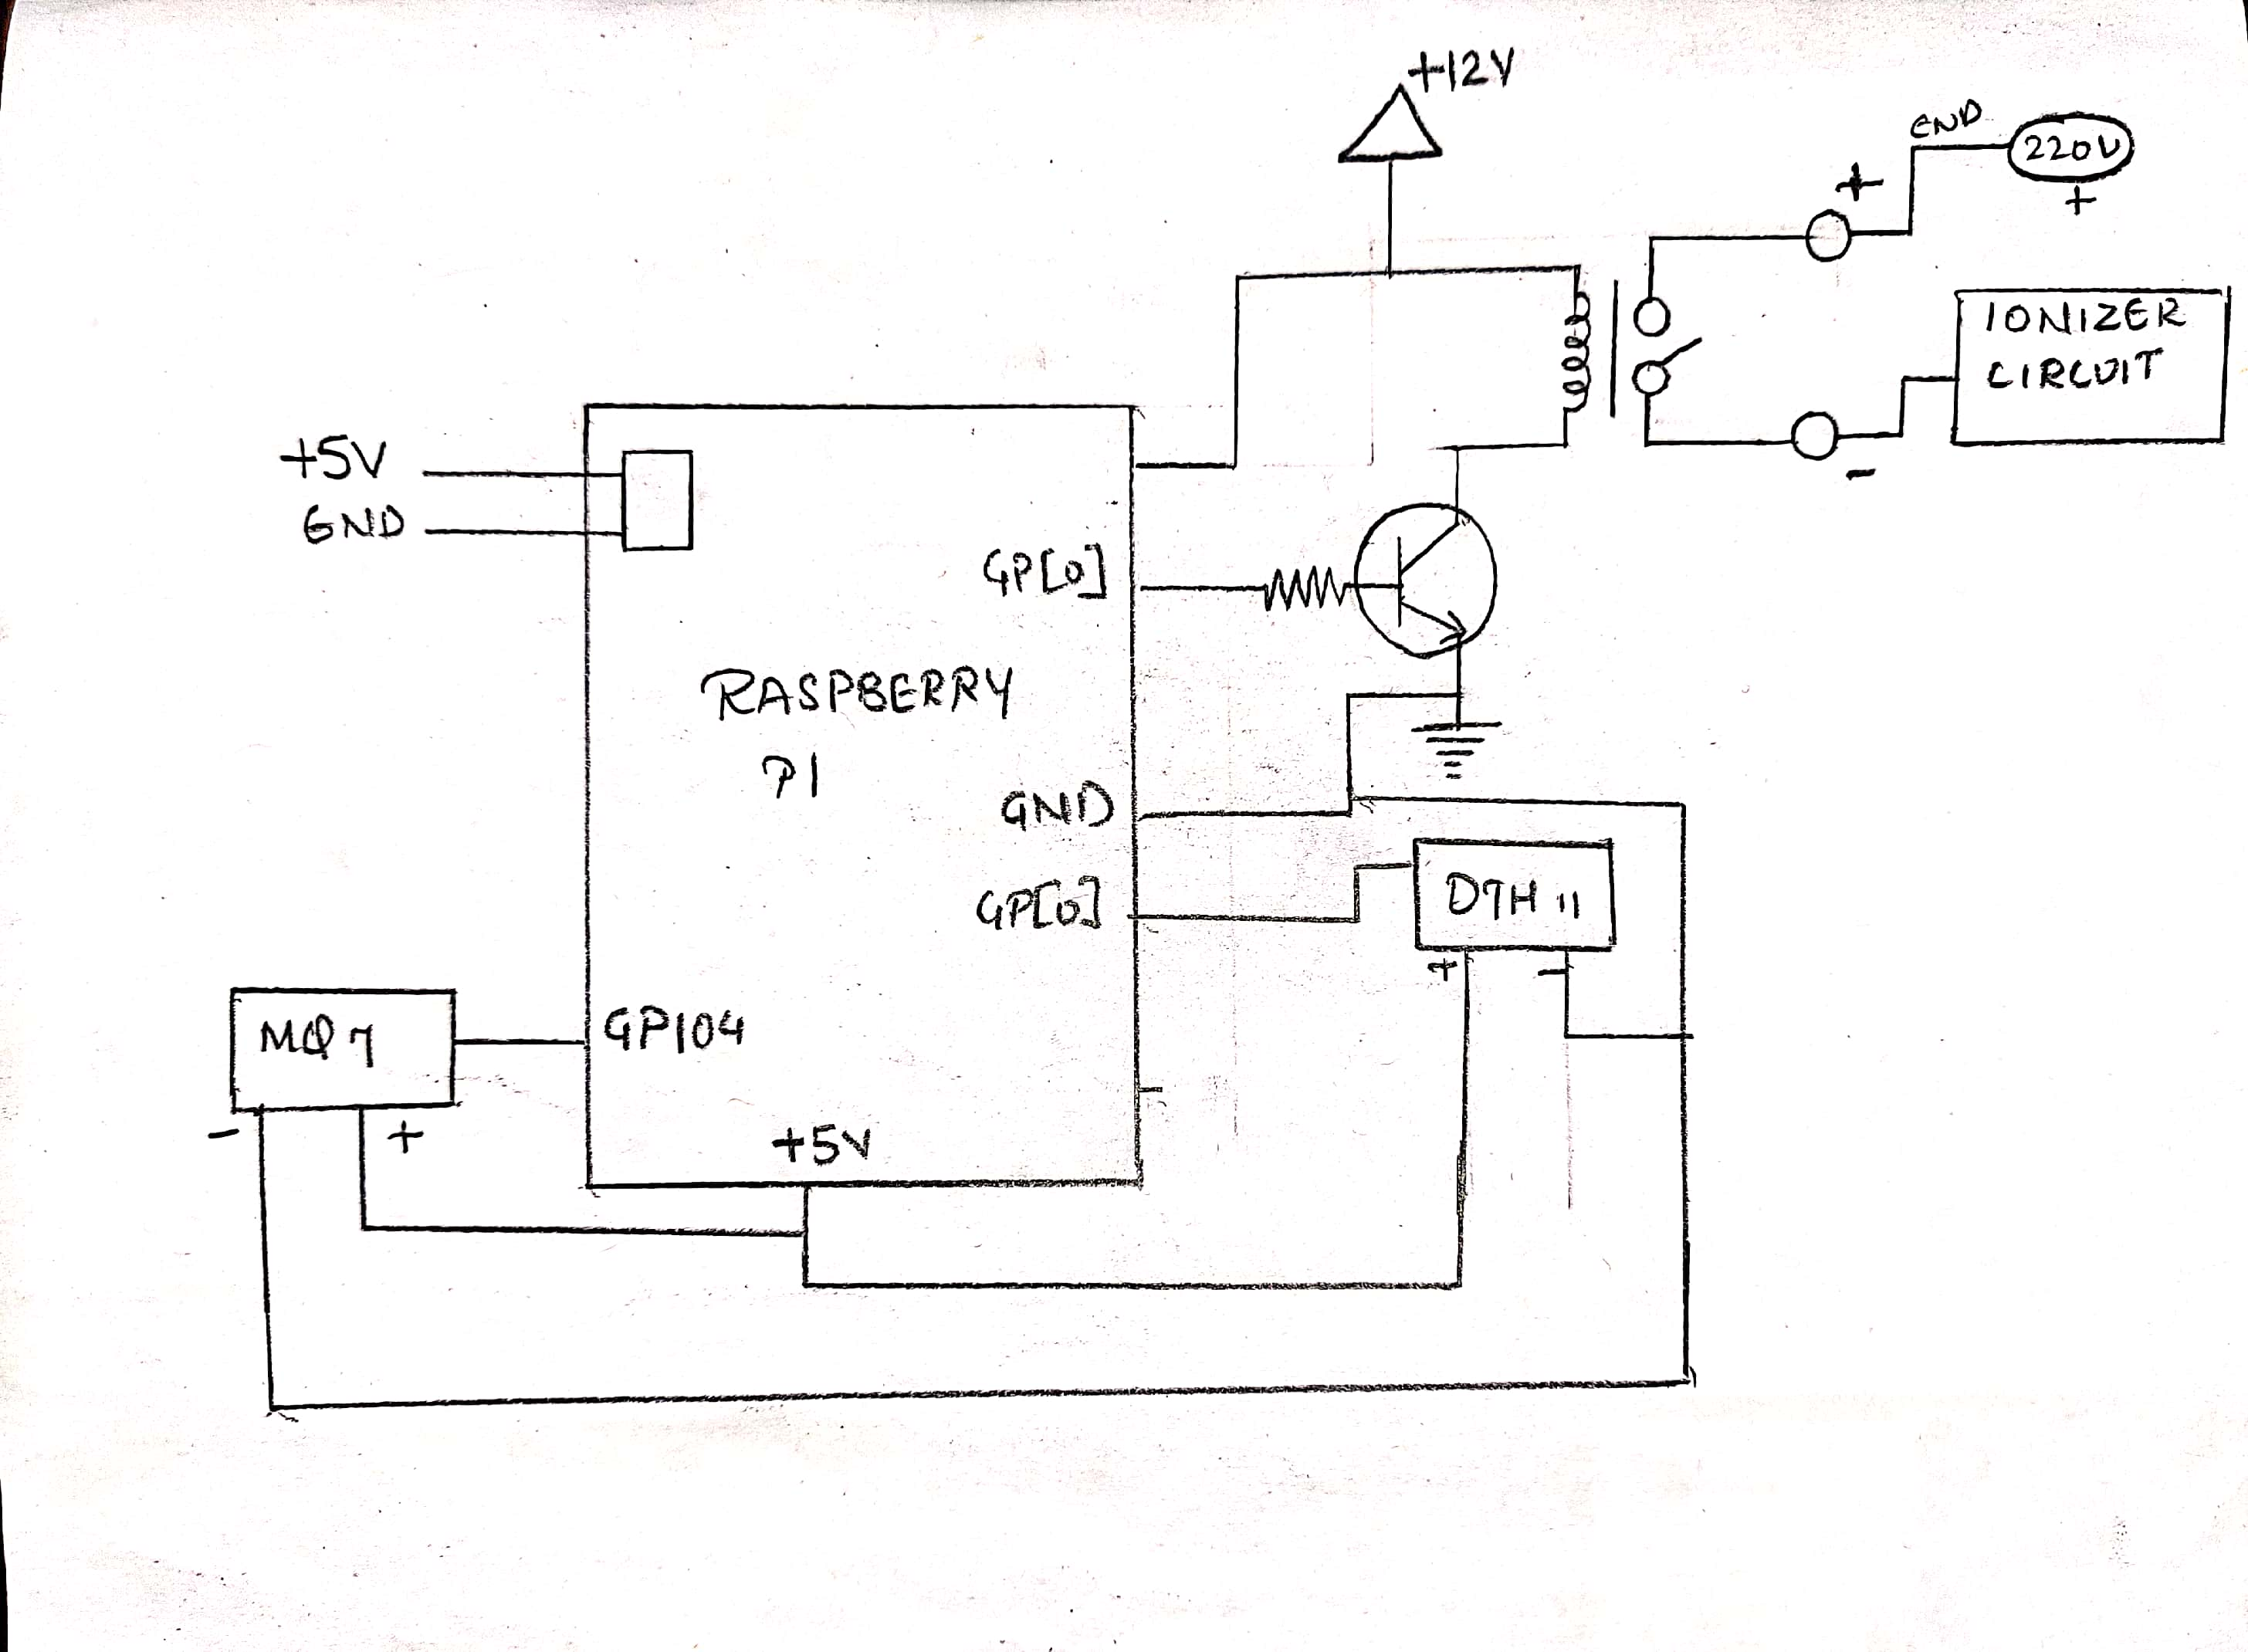 +12V
END
220V
+
+
IONIZER
CIRCUIT
-
+5V
GND
GP[0]
RASPBERRY
PI
GND
GP[0]
DTH 11
+ -
MQ 7
GPIO4
- +
+5V